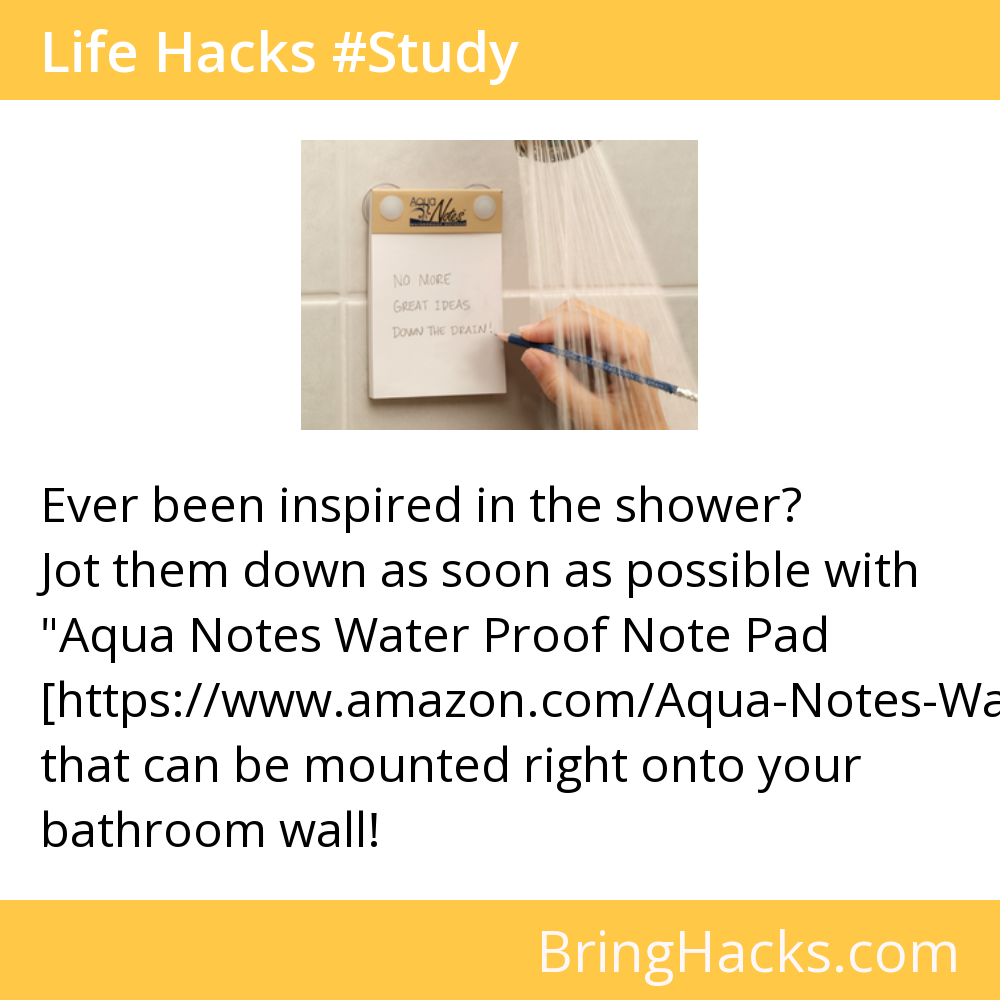 Life Hacks #Study
Aqua
Notes
NO MORE
GREAT IDEAS
DOWN THE DRAIN!
Ever been inspired in the shower?
Jot them down as soon as possible with
"Aqua Notes Water Proof Note Pad
[https://www.amazon.com/Aqua-Notes-Wa
that can be mounted right onto your
bathroom wall!
BringHacks.com